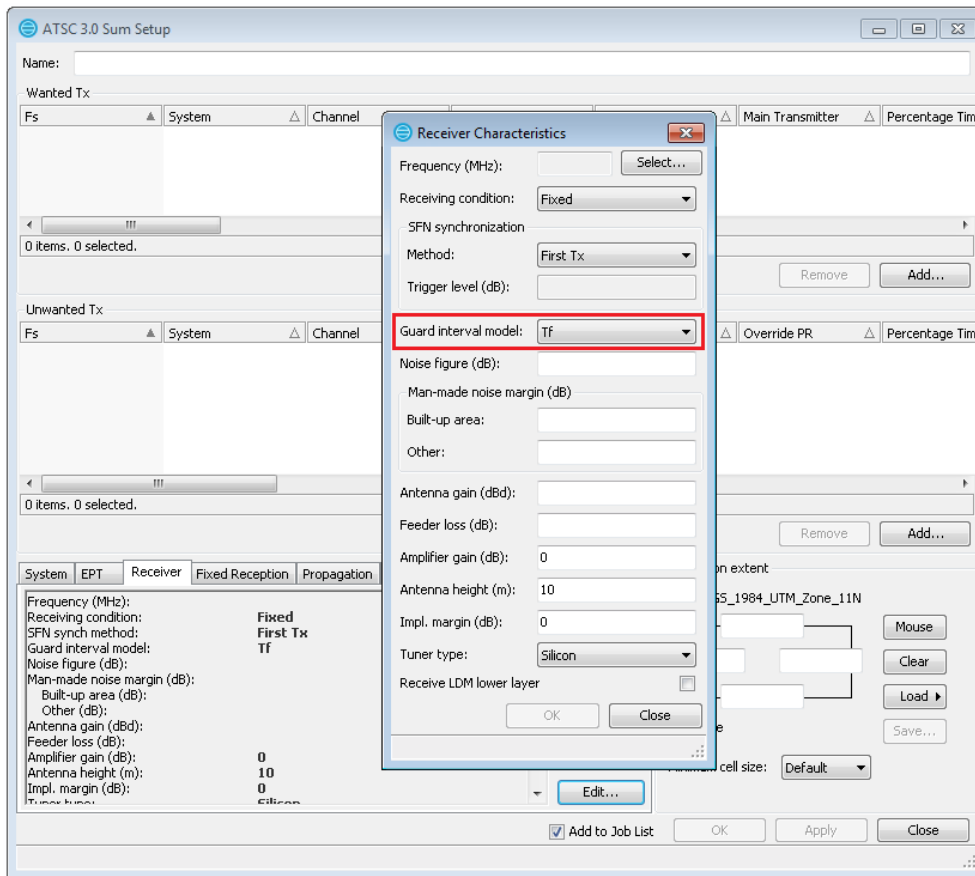 ATSC 3.0 Sum Setup
Name:
Wanted Tx
Fs System Channel Main Transmitter Percentage Tim
0 items. 0 selected.
Remove Add...
Unwanted Tx
Fs System Channel Override PR Percentage Tim
0 items. 0 selected.
Remove Add...
Receiver Characteristics
Frequency (MHz): Select...
Receiving condition: Fixed
SFN synchronization
Method: First Tx
Trigger level (dB):
Guard interval model: Tf
Noise figure (dB):
Man-made noise margin (dB)
Built-up area:
Other:
Antenna gain (dBd):
Feeder loss (dB):
Amplifier gain (dB): 0
Antenna height (m): 10
Impl. margin (dB): 0
Tuner type: Silicon
Receive LDM lower layer
OK Close
System EPT Receiver Fixed Reception Propagation
Frequency (MHz):
Receiving condition: Fixed
SFN synch method: First Tx
Guard interval model: Tf
Noise figure (dB):
Man-made noise margin (dB):
Built-up area (dB):
Other (dB):
Antenna gain (dBd):
Feeder loss (dB):
Amplifier gain (dB): 0
Antenna height (m): 10
Impl. margin (dB): 0
Tuner type: Silicon
Edit...
on extent
GS_1984_UTM_Zone_11N
Mouse
Clear
Load
Save...
e
Minimum cell size: Default
Add to Job List OK Apply Close